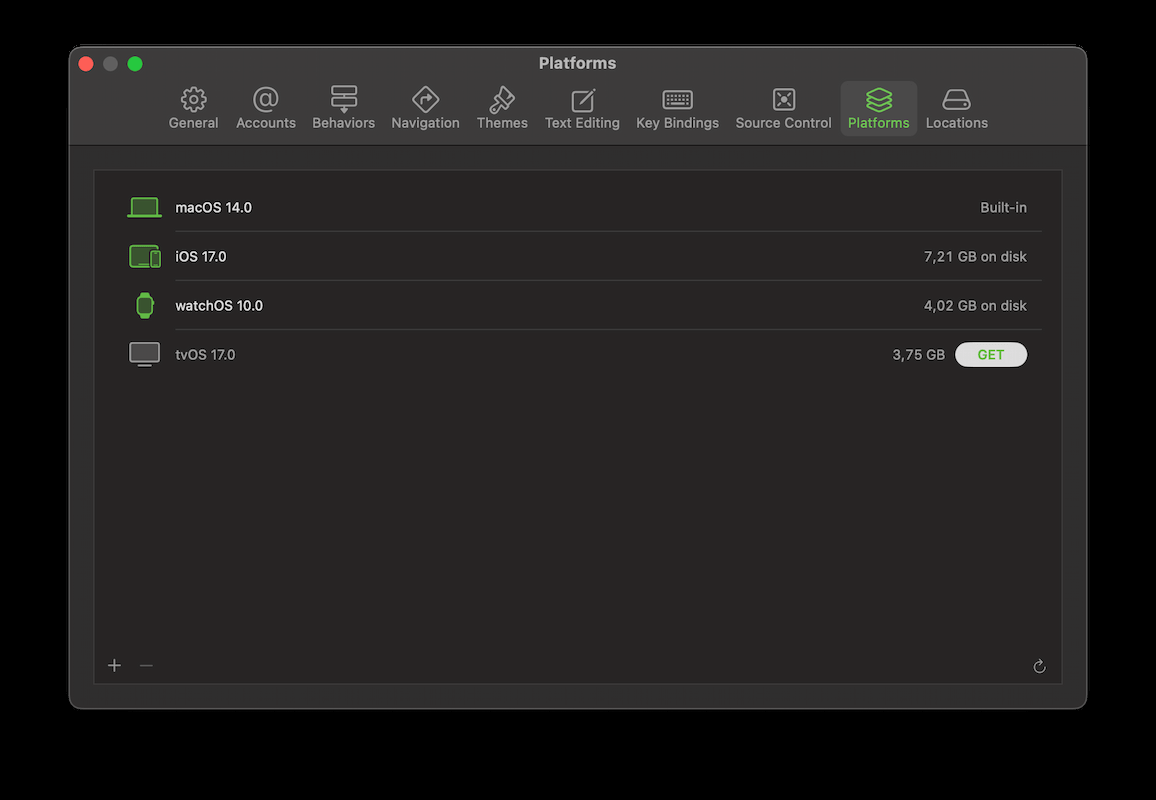 Platforms
General Accounts Behaviors Navigation Themes Text Editing Key Bindings Source Control Platforms Locations
macOS 14.0 Built-in
iOS 17.0 7,21 GB on disk
watchOS 10.0 4,02 GB on disk
tvOS 17.0 3,75 GB GET